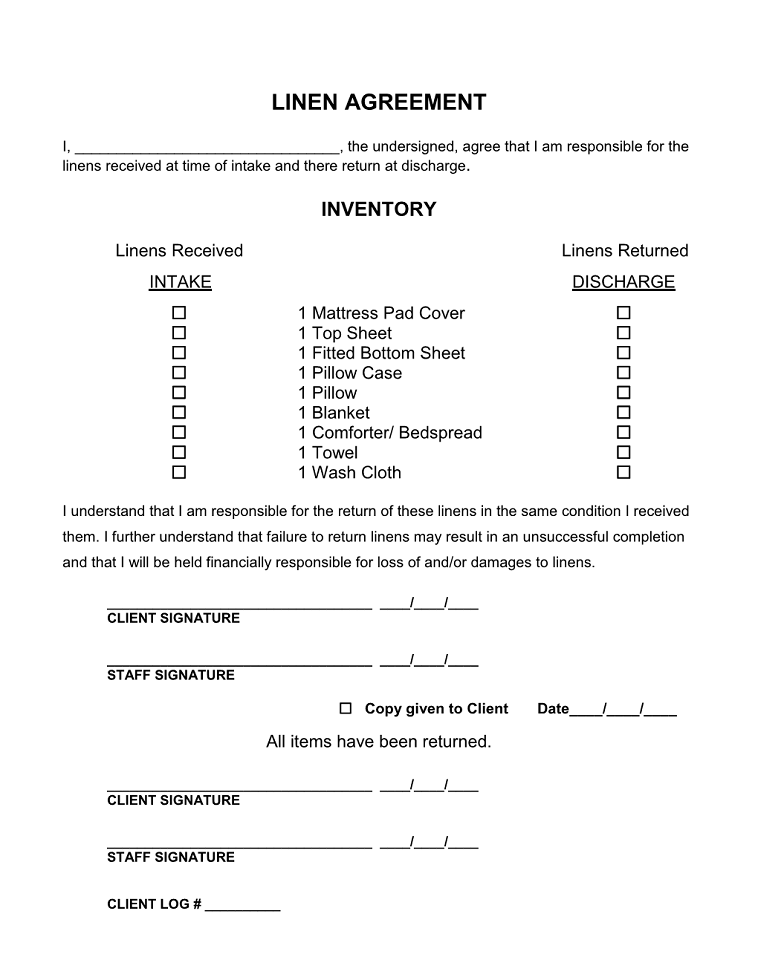 LINEN AGREEMENT
I, ________________________________, the undersigned, agree that I am responsible for the
linens received at time of intake and there return at discharge.
INVENTORY
Linens Received Linens Returned
INTAKE DISCHARGE
☐ 1 Mattress Pad Cover ☐
☐ 1 Top Sheet ☐
☐ 1 Fitted Bottom Sheet ☐
☐ 1 Pillow Case ☐
☐ 1 Pillow ☐
☐ 1 Blanket ☐
☐ 1 Comforter/ Bedspread ☐
☐ 1 Towel ☐
☐ 1 Wash Cloth ☐
I understand that I am responsible for the return of these linens in the same condition I received
them. I further understand that failure to return linens may result in an unsuccessful completion
and that I will be held financially responsible for loss of and/or damages to linens.
___________________________________ ____/____/____
CLIENT SIGNATURE
___________________________________ ____/____/____
STAFF SIGNATURE
☐ Copy given to Client Date____/____/____
All items have been returned.
___________________________________ ____/____/____
CLIENT SIGNATURE
___________________________________ ____/____/____
STAFF SIGNATURE
CLIENT LOG # __________